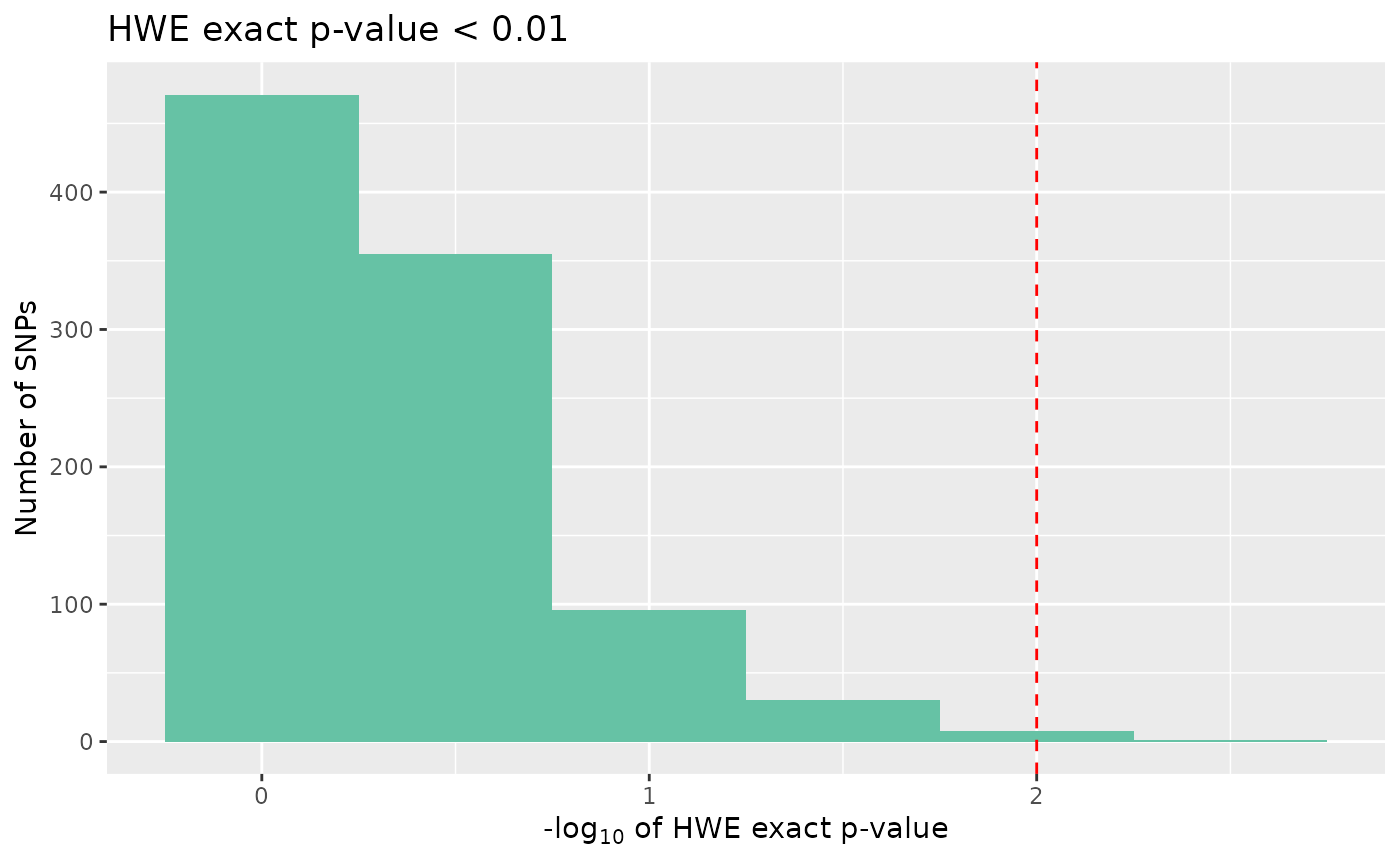 HWE exact p-value < 0.01
Number of SNPs
400
300
200
100
0
0 1 2
-log₁₀ of HWE exact p-value